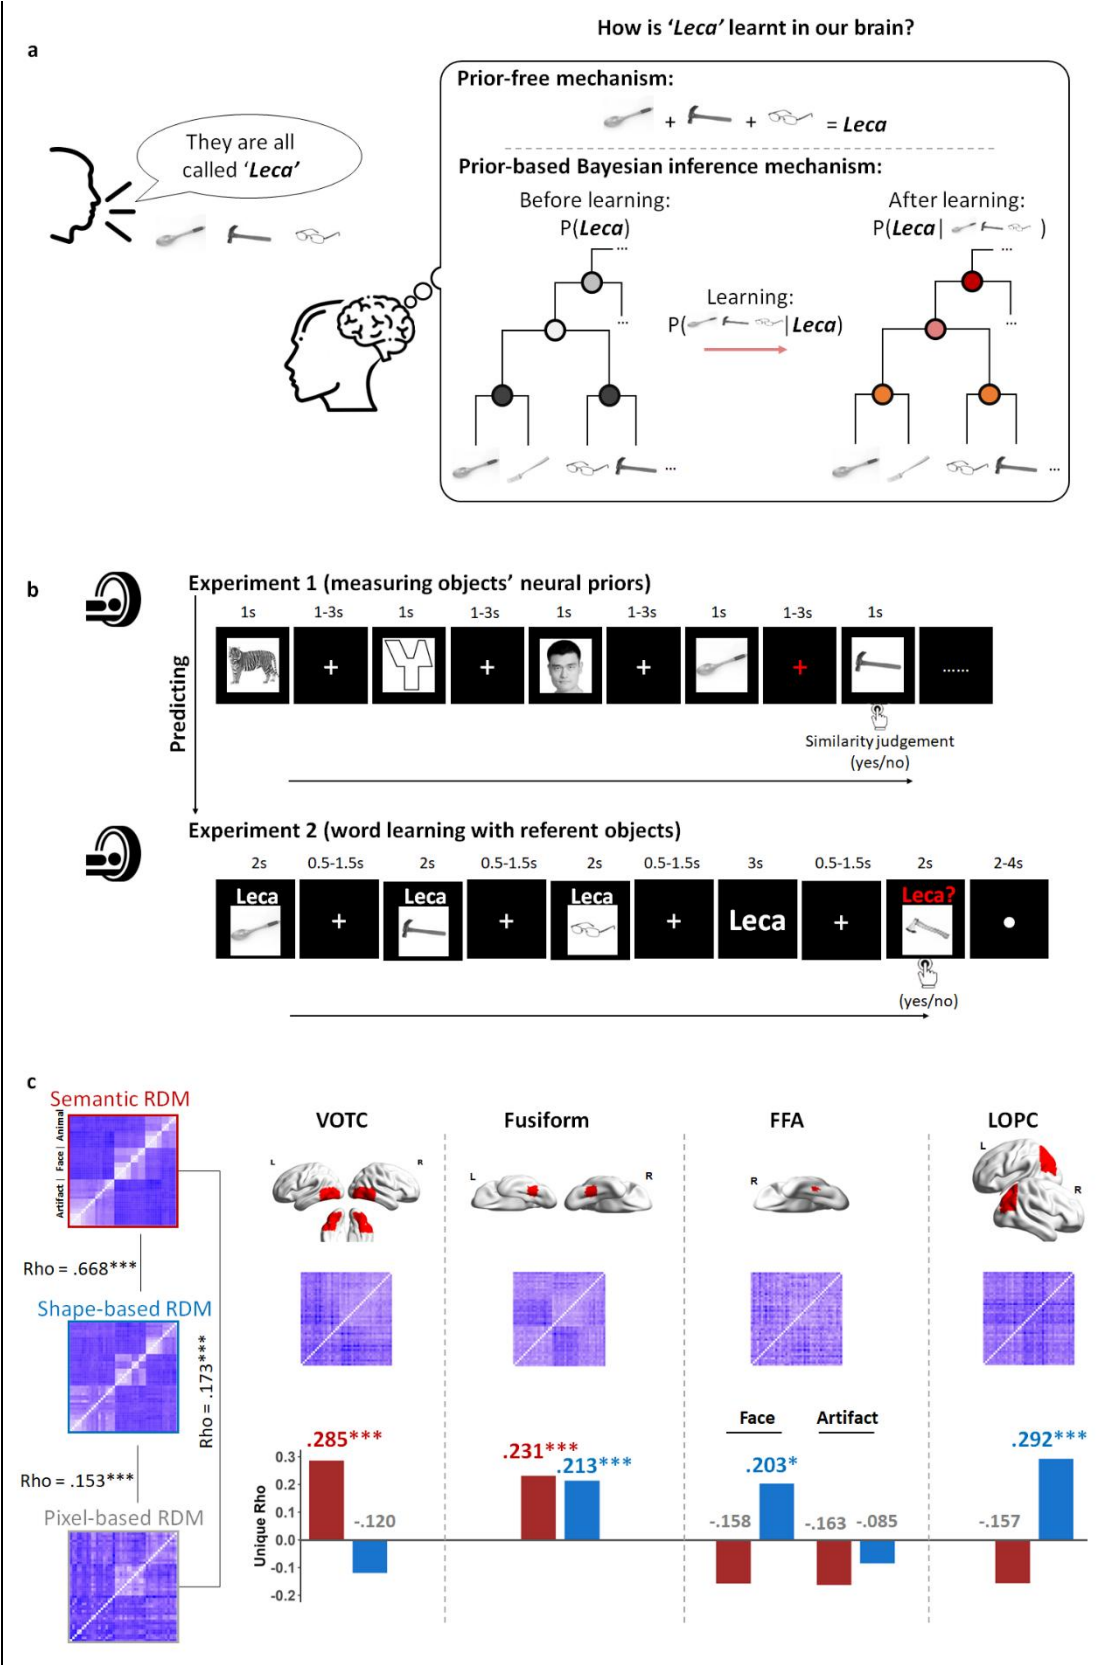 a
How is ‘Leca’ learnt in our brain?
They are all
called ‘Leca’
Prior-free mechanism:
+ + = Leca
Prior-based Bayesian inference mechanism:
Before learning:
P(Leca)
After learning:
P(Leca| )
...
...
...
...
Learning:
P( |Leca)
...
...
b
Experiment 1 (measuring objects’ neural priors)
1s 1-3s 1s 1-3s 1s 1-3s 1s 1-3s 1s
+ + + + ......
Similarity judgement
(yes/no)
Predicting
Experiment 2 (word learning with referent objects)
2s 0.5-1.5s 2s 0.5-1.5s 2s 0.5-1.5s 3s 0.5-1.5s 2s 2-4s
Leca Leca Leca Leca?
+ + + Leca +
(yes/no)
c
Semantic RDM
Artifact | Face | Animal
Rho = .668***
Shape-based RDM
Rho = .173***
Rho = .153***
Pixel-based RDM
VOTC Fusiform FFA LOPC
L R L R R L R
Face Artifact
.285*** .231*** .213*** .203* .292***
-.120 -.158 -.163 -.085 -.157
Unique Rho
0.3
0.2
0.1
0.0
-0.1
-0.2